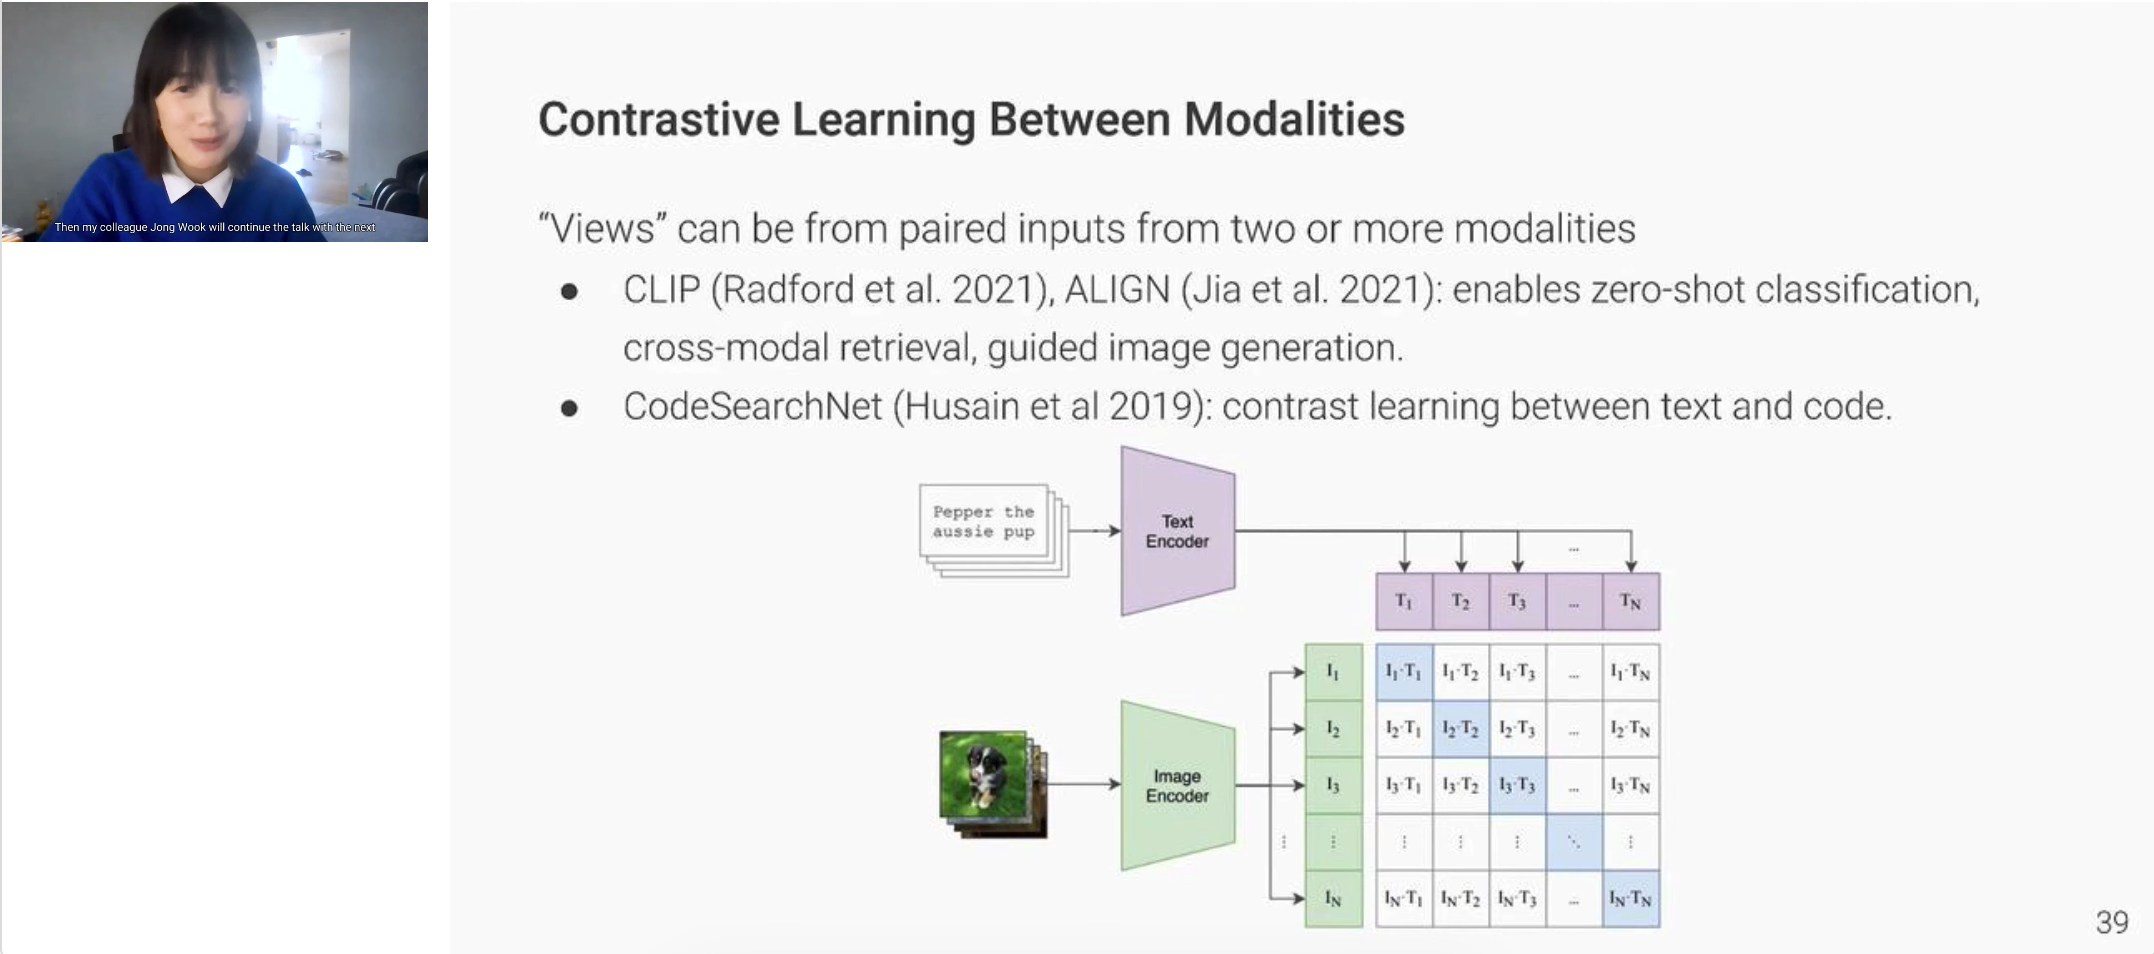 Then my colleague Jong Wook will continue the talk with the next
Contrastive Learning Between Modalities
“Views” can be from paired inputs from two or more modalities
● CLIP (Radford et al. 2021), ALIGN (Jia et al. 2021): enables zero-shot classification,
cross-modal retrieval, guided image generation.
● CodeSearchNet (Husain et al 2019): contrast learning between text and code.
Pepper the
aussie pup
Text
Encoder
...
T₁ T₂ T₃ ... T_N
Image
Encoder
I₁ I₁·T₁ I₁·T₂ I₁·T₃ ... I₁·T_N
I₂ I₂·T₁ I₂·T₂ I₂·T₃ ... I₂·T_N
I₃ I₃·T₁ I₃·T₂ I₃·T₃ ... I₃·T_N
⋮ ⋮ ⋮ ⋮ ⋮ ⋱ ⋮
I_N I_N·T₁ I_N·T₂ I_N·T₃ ... I_N·T_N
39